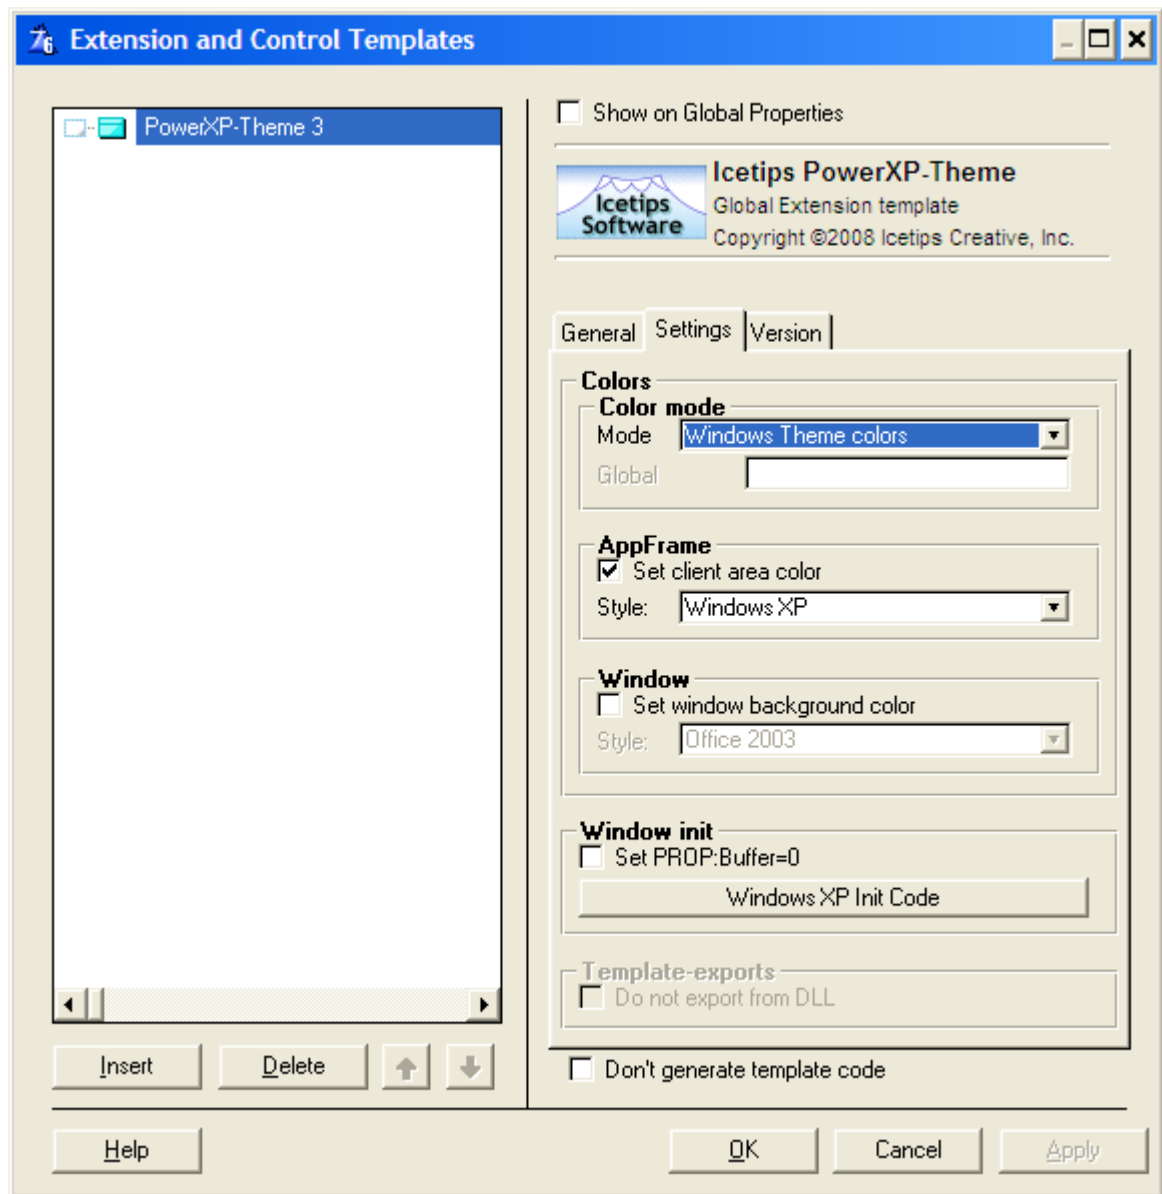 Extension and Control Templates
PowerXP-Theme 3
Show on Global Properties
Icetips Software
Icetips PowerXP-Theme
Global Extension template
Copyright ©2008 Icetips Creative, Inc.
General Settings Version
Colors
Color mode
Mode Windows Theme colors
Global
AppFrame
Set client area color
Style: Windows XP
Window
Set window background color
Style: Office 2003
Window init
Set PROP:Buffer=0
Windows XP Init Code
Template-exports
Do not export from DLL
Insert Delete
Don't generate template code
Help OK Cancel Apply